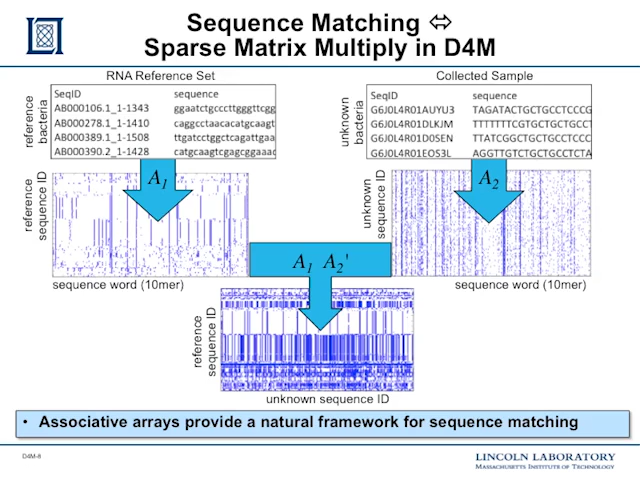 Sequence Matching ⇔
Sparse Matrix Multiply in D4M
RNA Reference Set
Collected Sample
reference
bacteria
SeqID sequence
AB000106.1_1-1343 ggaatctgcccttgggttcgg
AB000278.1_1-1410 caggcctaacacatgcaagt
AB000389.1_1-1508 ttgatcctggctcagattgaa
AB000390.2_1-1428 catgcaagtcgagcggaaac
unknown
bacteria
SeqID sequence
G6J0L4R01AUYU3 TAGATACTGCTGCCTCCCG
G6J0L4R01DLKJM TTTTTTTCGTGCTGCTGCCT
G6J0L4R01D05EN TTATCGGCTGCTGCCTCCC
G6J0L4R01EOS3L AGGTTGTCTGCTGCCTCTA
A1
A2
reference
sequence ID
unknown
sequence ID
sequence word (10mer)
sequence word (10mer)
A1 A2'
reference
sequence ID
unknown sequence ID
• Associative arrays provide a natural framework for sequence matching
D4M-8
LINCOLN LABORATORY
MASSACHUSETTS INSTITUTE OF TECHNOLOGY